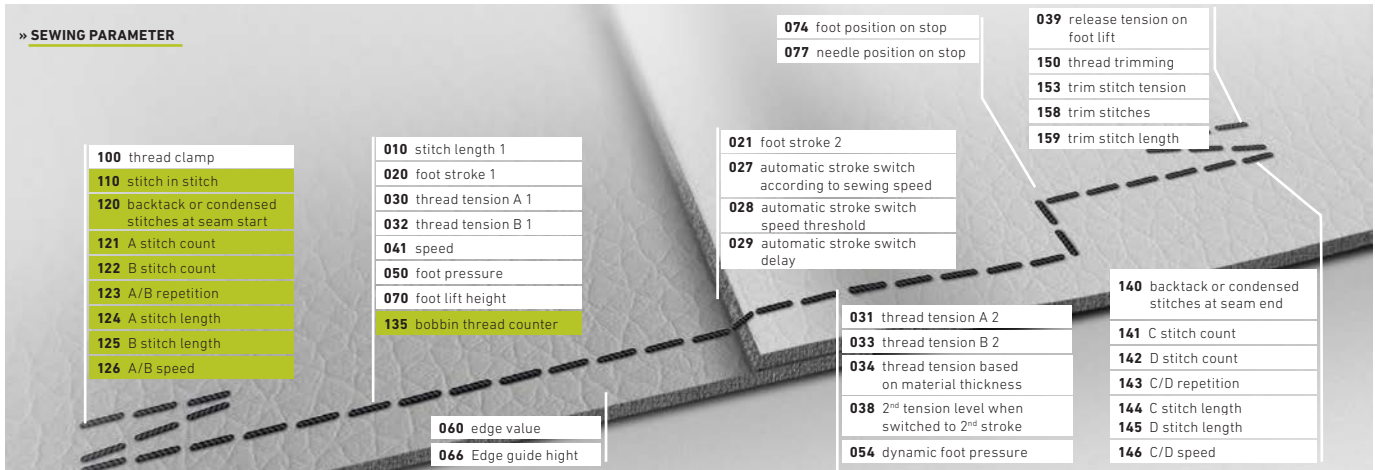 » SEWING PARAMETER
100 thread clamp
110 stitch in stitch
120 backtack or condensed
stitches at seam start
121 A stitch count
122 B stitch count
123 A/B repetition
124 A stitch length
125 B stitch length
126 A/B speed
010 stitch length 1
020 foot stroke 1
030 thread tension A 1
032 thread tension B 1
041 speed
050 foot pressure
070 foot lift height
135 bobbin thread counter
060 edge value
066 Edge guide hight
021 foot stroke 2
027 automatic stroke switch
according to sewing speed
028 automatic stroke switch
speed threshold
029 automatic stroke switch
delay
074 foot position on stop
077 needle position on stop
031 thread tension A 2
033 thread tension B 2
034 thread tension based
on material thickness
038 2nd tension level when
switched to 2nd stroke
054 dynamic foot pressure
039 release tension on
foot lift
150 thread trimming
153 trim stitch tension
158 trim stitches
159 trim stitch length
140 backtack or condensed
stitches at seam end
141 C stitch count
142 D stitch count
143 C/D repetition
144 C stitch length
145 D stitch length
146 C/D speed